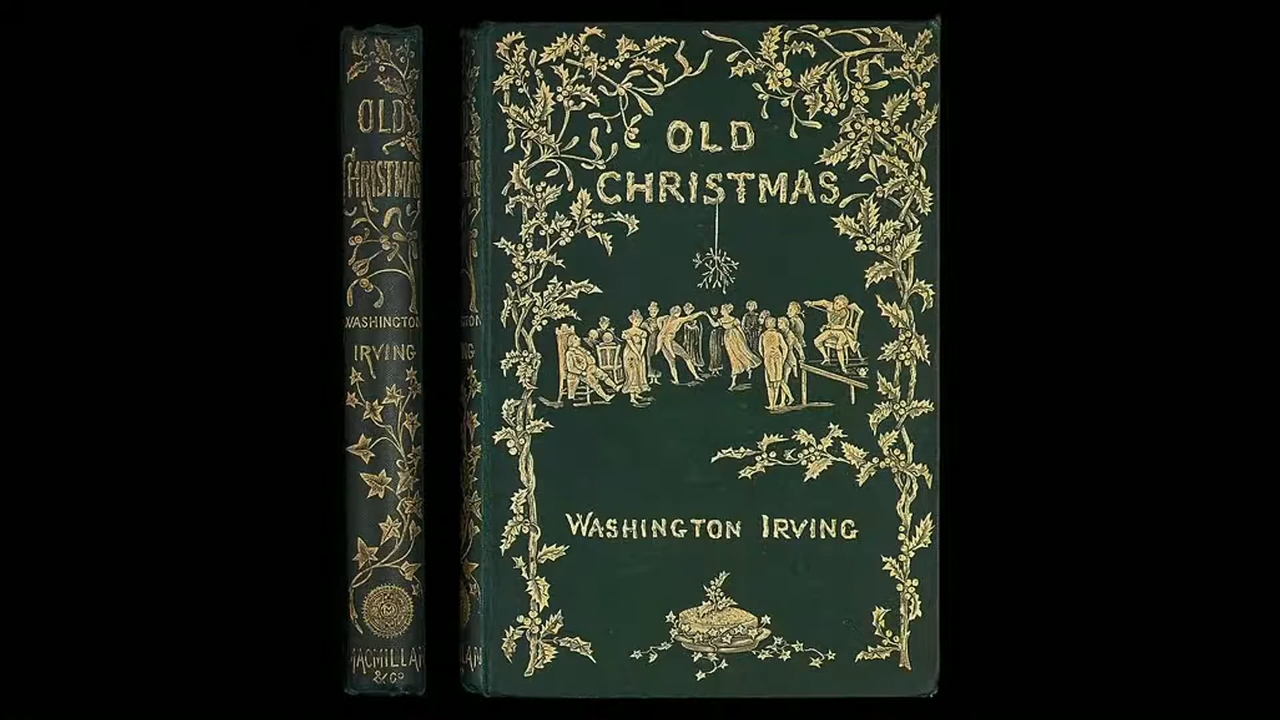 OLD
CHRISTMAS
WASHINGTON
IRVING
M
MACMILLAN
& Co
OLD
CHRISTMAS
WASHINGTON IRVING